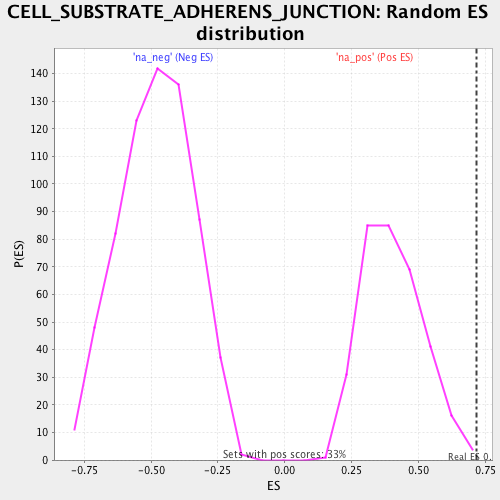 CELL_SUBSTRATE_ADHERENS_JUNCTION: Random ES
distribution
'na_neg' (Neg ES) 'na_pos' (Pos ES)
140
130
120
110
100
90
80
70
60
50
40
30
20
10
0
P(ES)
Sets with pos scores: 33%
Real ES 0.
-0.75 -0.50 -0.25 0.00 0.25 0.50 0.75
ES